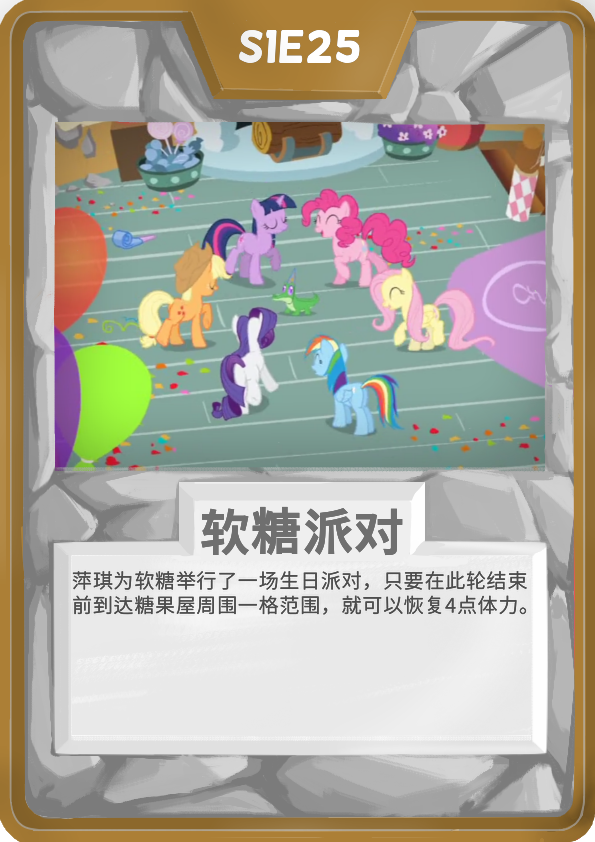 S1E25
软糖派对
萍琪为软糖举行了一场生日派对，只要在此轮结束
前到达糖果屋周围一格范围，就可以恢复4点体力。